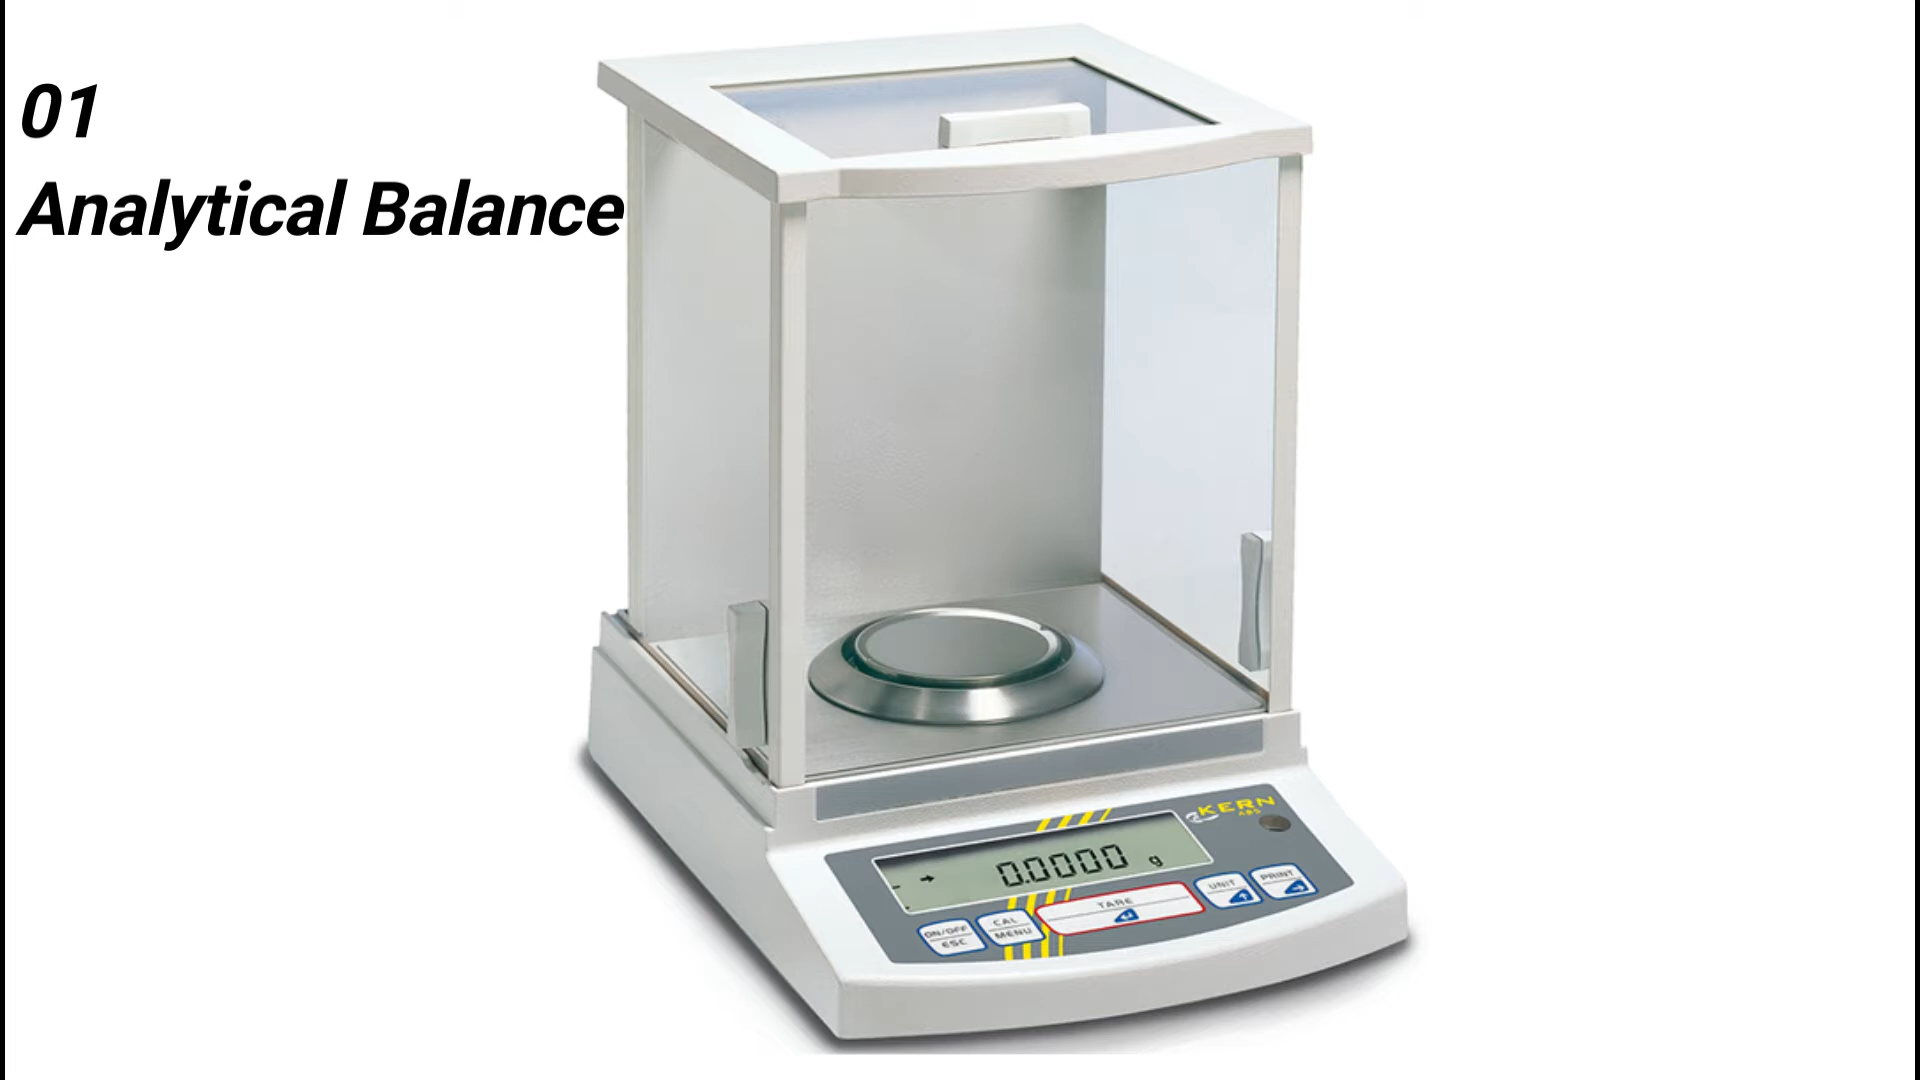 01
Analytical Balance
KERN
ABS
0.0000 g
ON/OFF
ESC
CAL
MENU
TARE
UNIT
PRINT